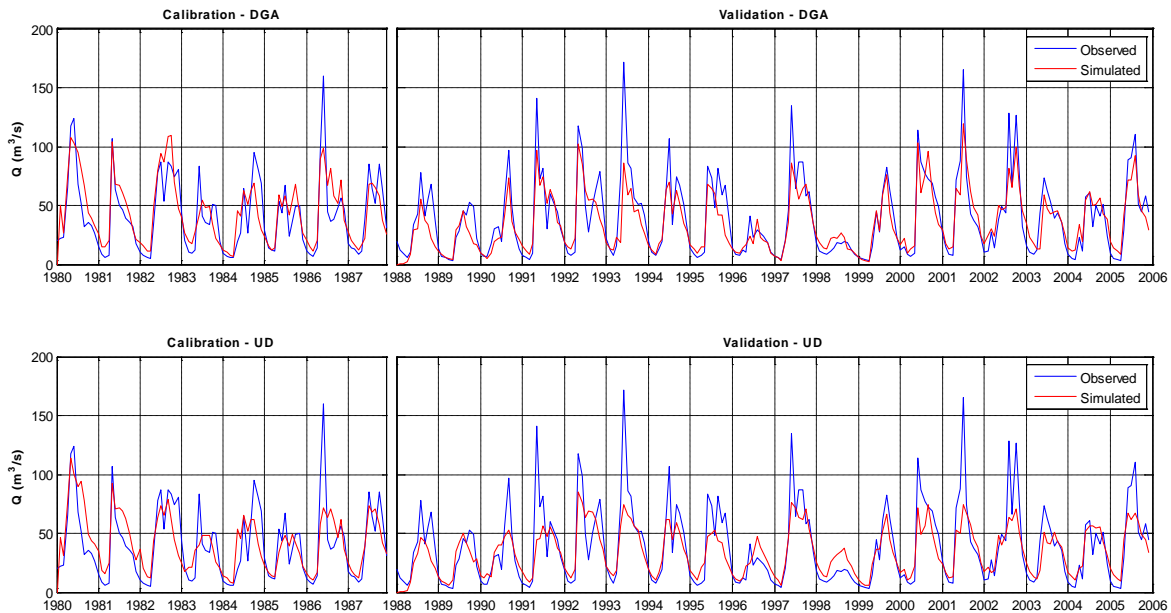 Calibration - DGA
Validation - DGA
Q (m³/s)
200
150
100
50
0
Observed
Simulated
1980 1981 1982 1983 1984 1985 1986 1987 1988 1989 1990 1991 1992 1993 1994 1995 1996 1997 1998 1999 2000 2001 2002 2003 2004 2005 2006
Calibration - UD
Validation - UD
Q (m³/s)
200
150
100
50
0
Observed
Simulated
1980 1981 1982 1983 1984 1985 1986 1987 1988 1989 1990 1991 1992 1993 1994 1995 1996 1997 1998 1999 2000 2001 2002 2003 2004 2005 2006